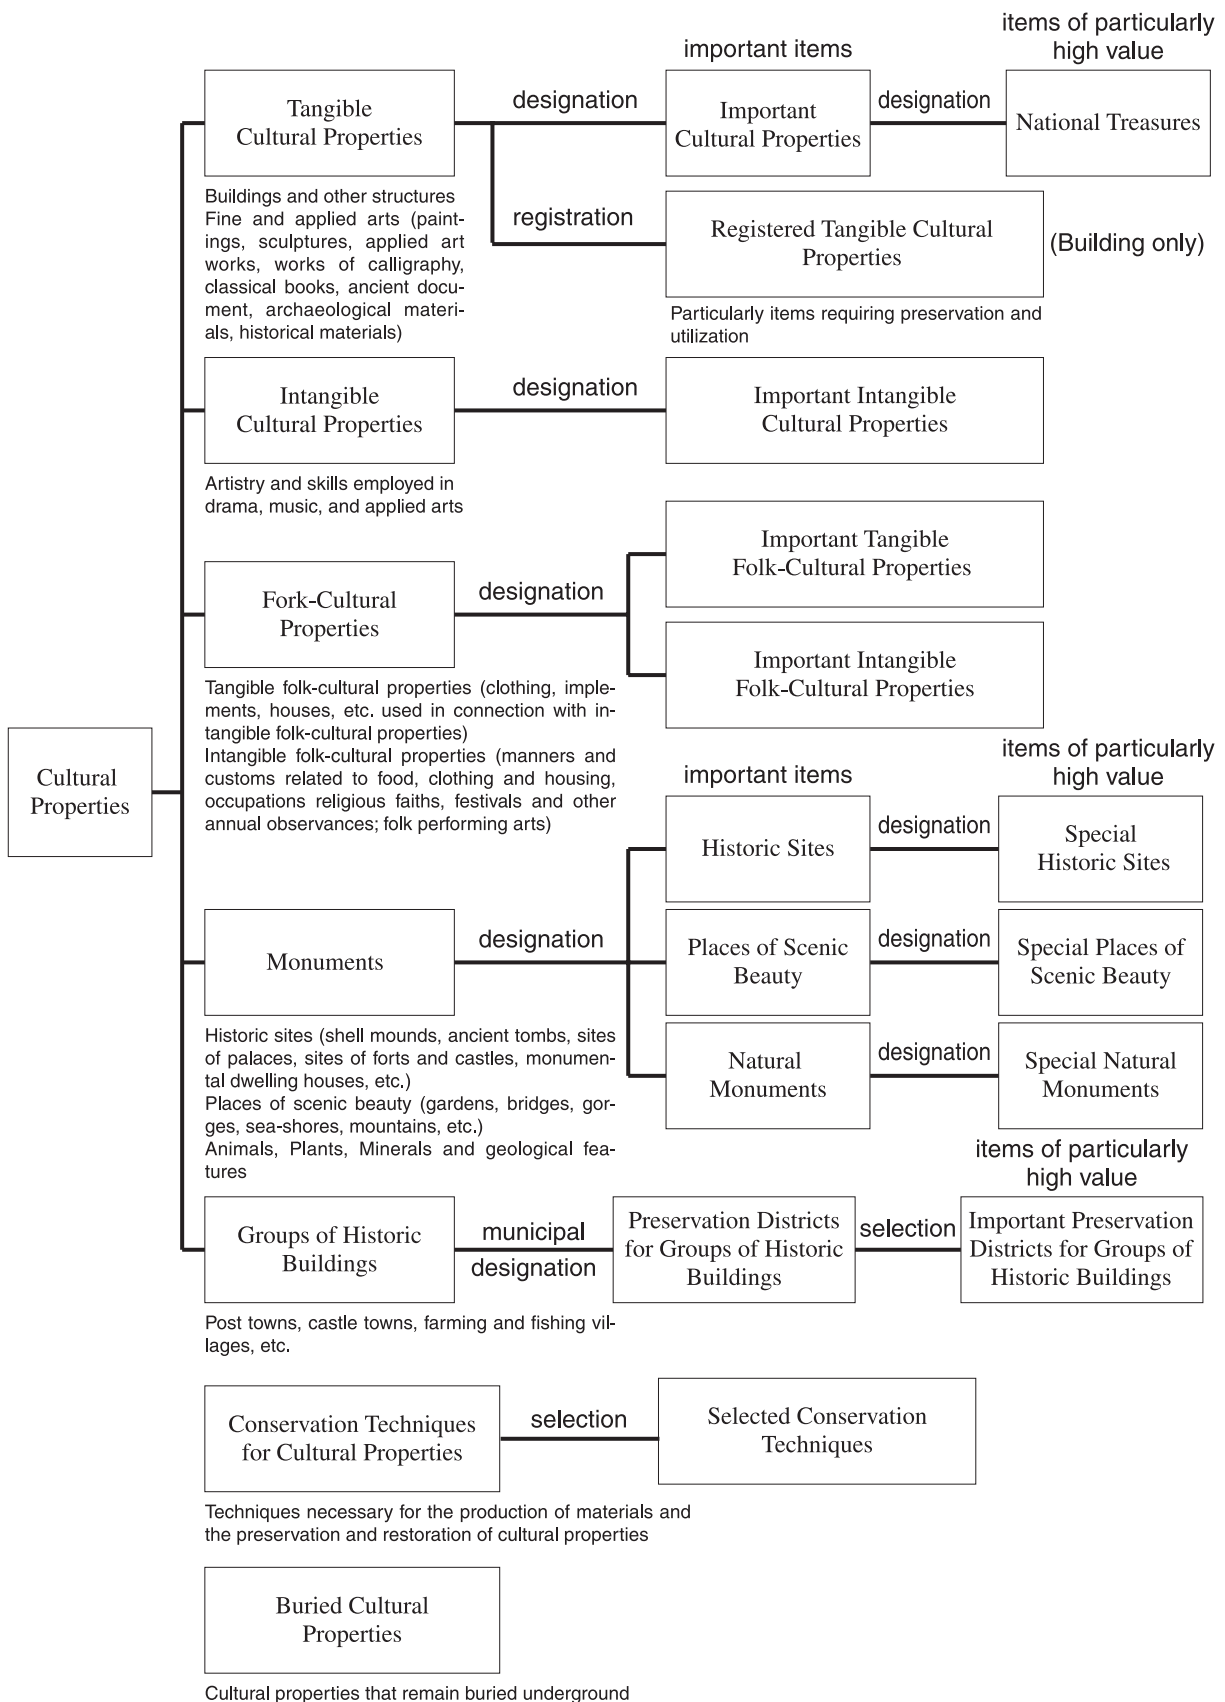 important items
items of particularly
high value
Tangible
Cultural Properties
designation
Important
Cultural Properties
designation
National Treasures
Buildings and other structures
Fine and applied arts (paint-
ings, sculptures, applied art
works, works of calligraphy,
classical books, ancient docu-
ment, archaeological materi-
als, historical materials)
registration
Registered Tangible Cultural
Properties
(Building only)
Particularly items requiring preservation and
utilization
Intangible
Cultural Properties
designation
Important Intangible
Cultural Properties
Artistry and skills employed in
drama, music, and applied arts
Fork-Cultural
Properties
designation
Important Tangible
Folk-Cultural Properties
Important Intangible
Folk-Cultural Properties
Tangible folk-cultural properties (clothing, imple-
ments, houses, etc. used in connection with in-
tangible folk-cultural properties)
Intangible folk-cultural properties (manners and
customs related to food, clothing and housing,
occupations religious faiths, festivals and other
annual observances; folk performing arts)
Cultural
Properties
important items
items of particularly
high value
Historic Sites
designation
Special
Historic Sites
Monuments
designation
Places of Scenic
Beauty
designation
Special Places of
Scenic Beauty
Natural
Monuments
designation
Special Natural
Monuments
Historic sites (shell mounds, ancient tombs, sites
of palaces, sites of forts and castles, monumen-
tal dwelling houses, etc.)
Places of scenic beauty (gardens, bridges, gor-
ges, sea-shores, mountains, etc.)
Animals, Plants, Minerals and geological fea-
tures
items of particularly
high value
Groups of Historic
Buildings
municipal
designation
Preservation Districts
for Groups of Historic
Buildings
selection
Important Preservation
Districts for Groups of
Historic Buildings
Post towns, castle towns, farming and fishing vil-
lages, etc.
Conservation Techniques
for Cultural Properties
selection
Selected Conservation
Techniques
Techniques necessary for the production of materials and
the preservation and restoration of cultural properties
Buried Cultural
Properties
Cultural properties that remain buried underground